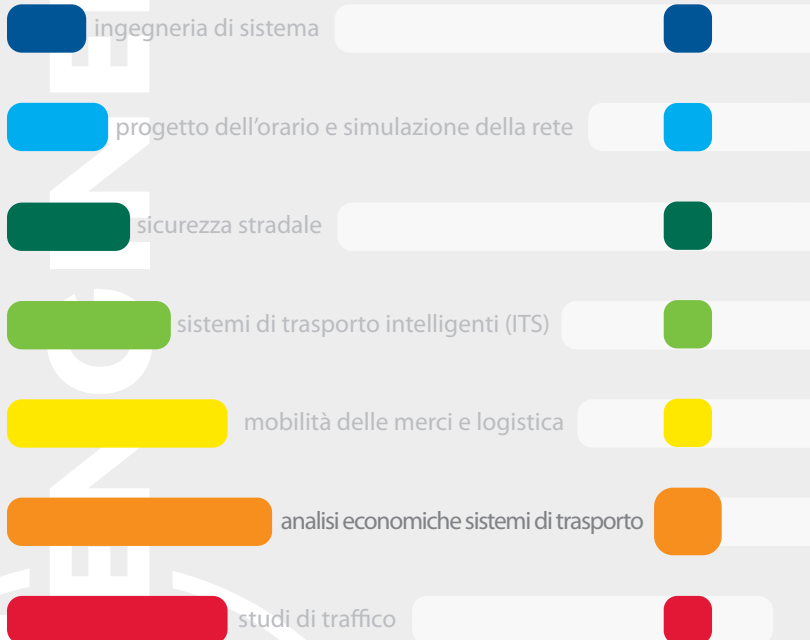 ingegneria di sistema
progetto dell'orario e simulazione della rete
sicurezza stradale
sistemi di trasporto intelligenti (ITS)
mobilità delle merci e logistica
analisi economiche sistemi di trasporto
studi di traffico